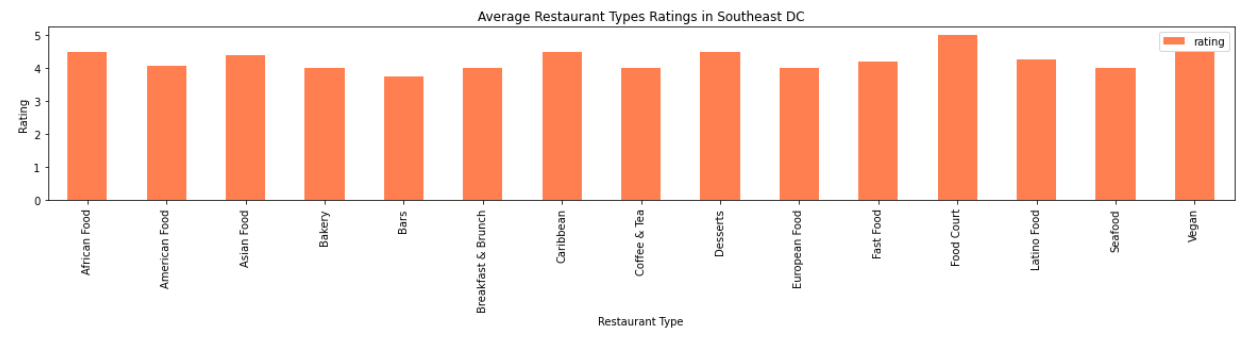 Average Restaurant Types Ratings in Southeast DC
rating
5
4
3
2
1
0
Rating
African Food
American Food
Asian Food
Bakery
Bars
Breakfast & Brunch
Caribbean
Coffee & Tea
Desserts
European Food
Fast Food
Food Court
Latino Food
Seafood
Vegan
Restaurant Type